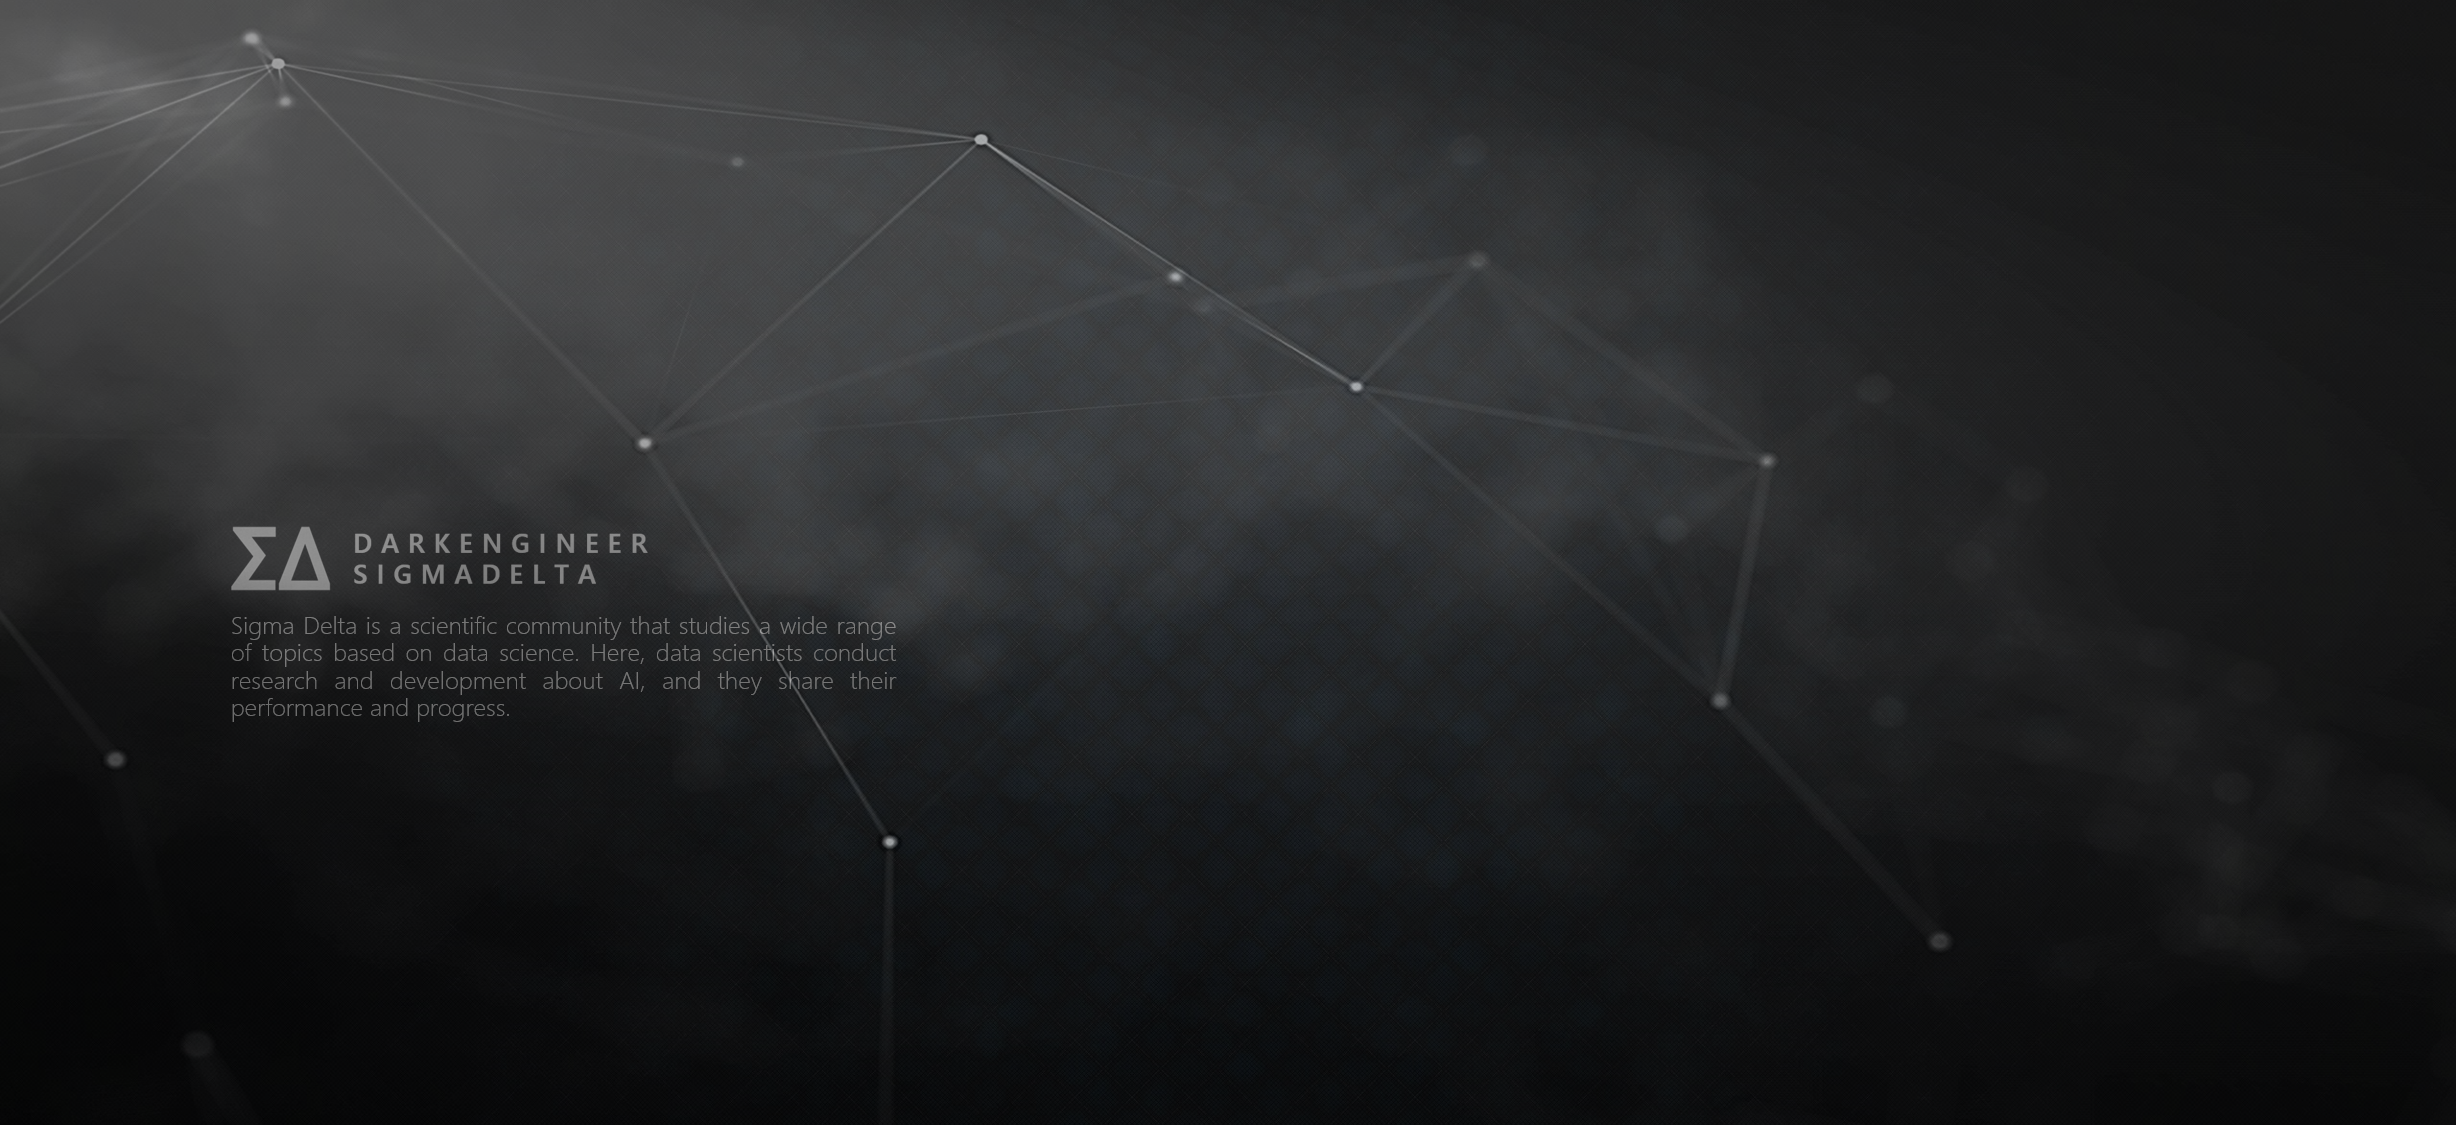 ΣΔ
DARKENGINEER
SIGMADELTA
Sigma Delta is a scientific community that studies a wide range
of topics based on data science. Here, data scientists conduct
research and development about AI, and they share their
performance and progress.